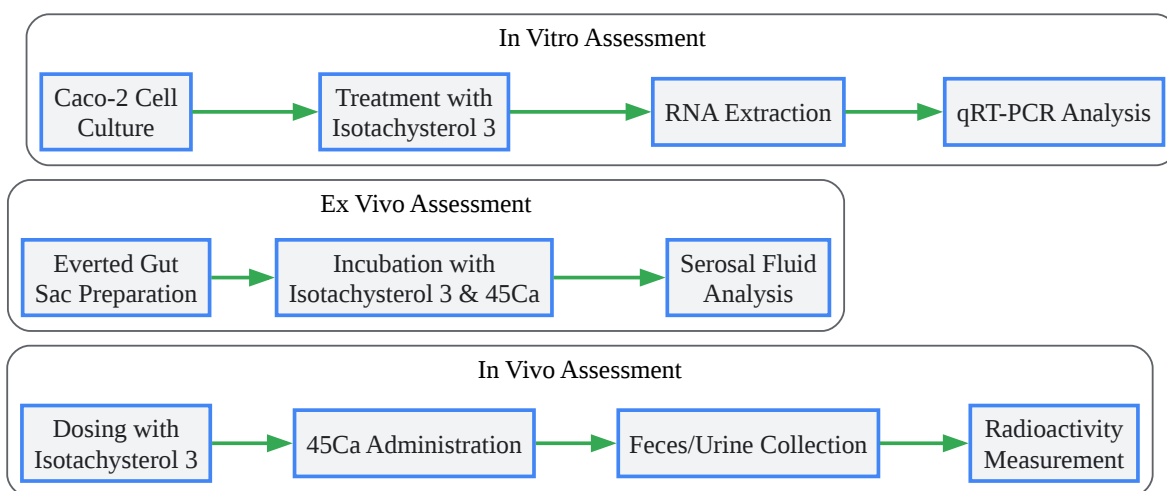 In Vitro Assessment
Caco-2 Cell
Culture
Treatment with
Isotachysterol 3
RNA Extraction
qRT-PCR Analysis
Ex Vivo Assessment
Everted Gut
Sac Preparation
Incubation with
Isotachysterol 3 & 45Ca
Serosal Fluid
Analysis
In Vivo Assessment
Dosing with
Isotachysterol 3
45Ca Administration
Feces/Urine Collection
Radioactivity
Measurement